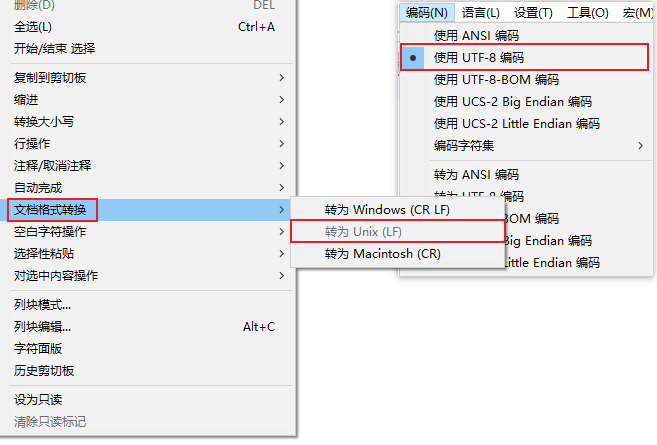 删除(D) DEL
全选(L) Ctrl+A
开始/结束 选择
复制到剪切板
缩进
转换大小写
行操作
注释/取消注释
自动完成
文档格式转换
空白字符操作
选择性粘贴
对选中内容操作
列块模式...
列块编辑... Alt+C
字符面版
历史剪切板
设为只读
清除只读标记
转为 Windows (CR LF)
转为 Unix (LF)
转为 Macintosh (CR)
编码(N) 语言(L) 设置(T) 工具(O) 宏(M)
使用 ANSI 编码
使用 UTF-8 编码
使用 UTF-8-BOM 编码
使用 UCS-2 Big Endian 编码
使用 UCS-2 Little Endian 编码
编码字符集
转为 ANSI 编码
转为 UTF-8 编码
BOM 编码
Big Endian 编码
Little Endian 编码